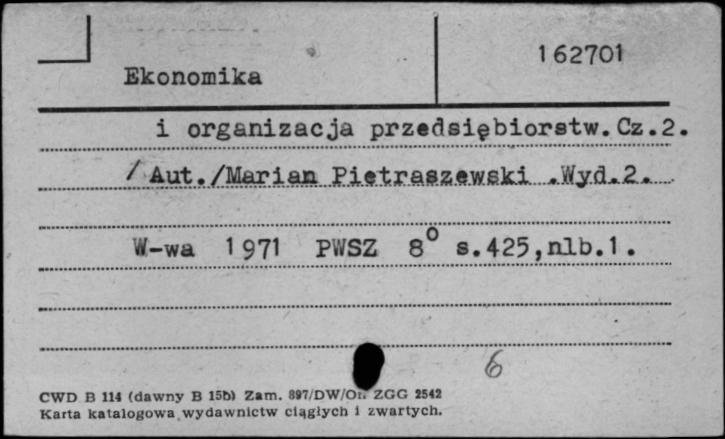 162701
Ekonomika
i organizacja przedsiębiorstw.Cz.2.
/Aut./Marian Pietraszewski .Wyd.2.
W-wa 1971 PWSZ 8° s.425,nlb.1.
6
CWD B 114 (dawny B 15b) Zam. 897/DW/Oh ZGG 2542
Karta katalogowa wydawnictw ciągłych i zwartych.